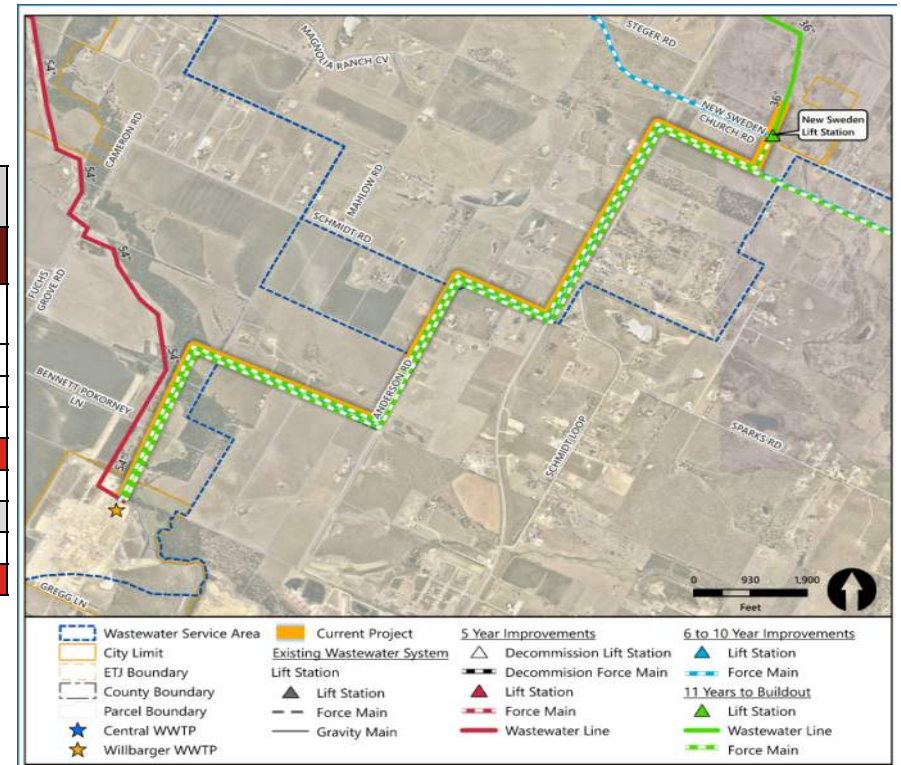 STEGER RD
36"
MAGNOLIA RANCH CV
54"
CAMERON RD
36"
NEW SWEDEN
CHURCH RD
New Sweden
Lift Station
54"
MAHLOW RD
SCHMIDT RD
54"
FUCHS
GROVE RD
54"
BENNETT POKORNEY
LN
ANDERSON RD
SCHMIDT LOOP
SPARKS RD
54"
GREGG LN
0 930 1,900
Feet
Wastewater Service Area
City Limit
ETJ Boundary
County Boundary
Parcel Boundary
Central WWTP
Willbarger WWTP
Current Project
Existing Wastewater System
Lift Station
Lift Station
Force Main
Gravity Main
5 Year Improvements
Decommission Lift Station
Decommision Force Main
Lift Station
Force Main
Wastewater Line
6 to 10 Year Improvements
Lift Station
Force Main
11 Years to Buildout
Lift Station
Wastewater Line
Force Main